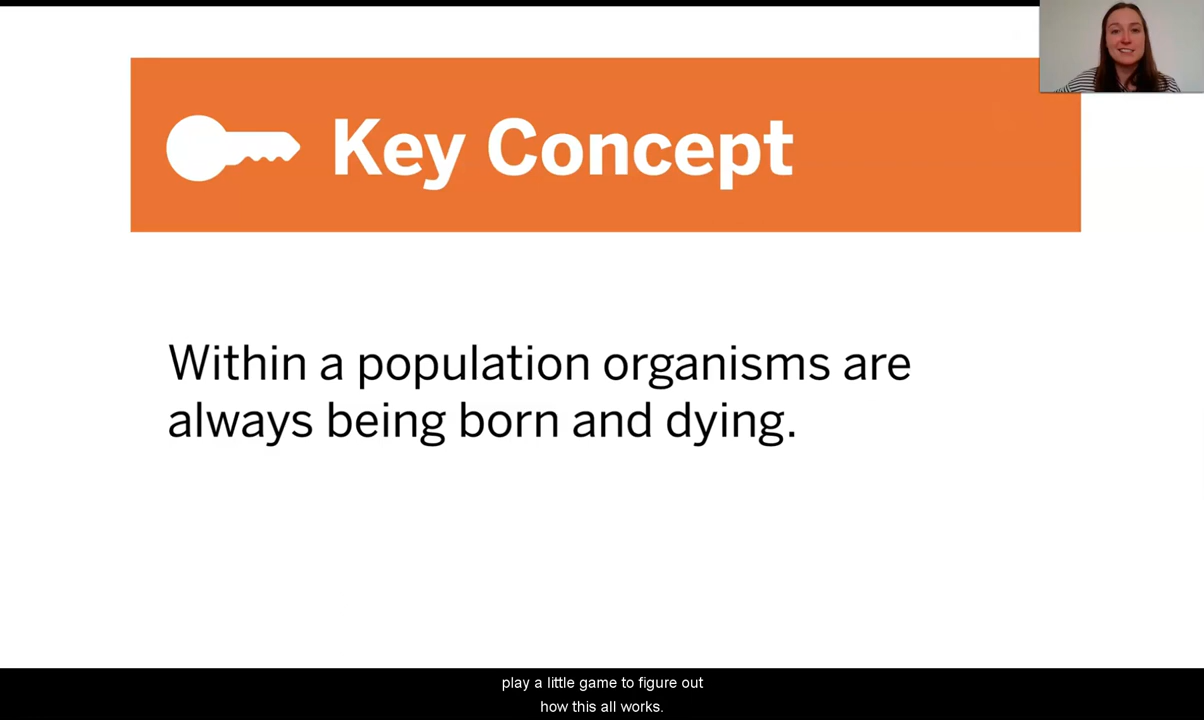 Key Concept
Within a population organisms are
always being born and dying.
play a little game to figure out
how this all works.